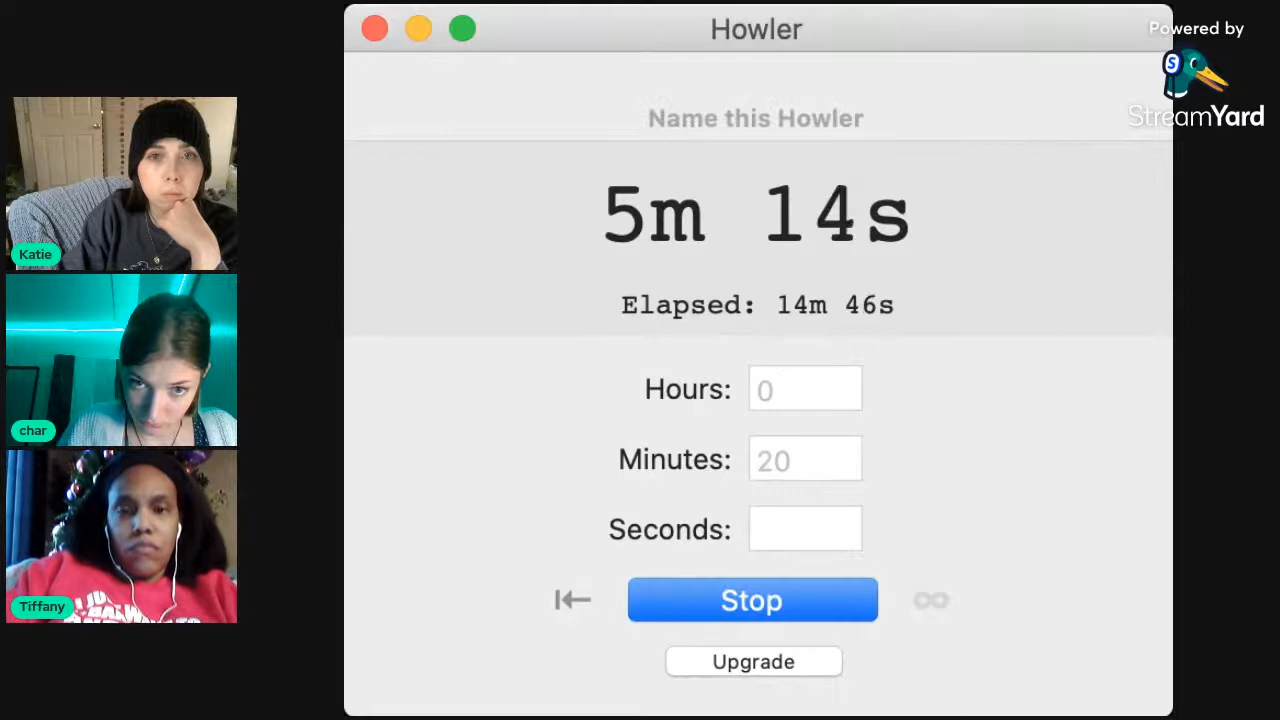 Howler
Powered by
StreamYard
Name this Howler
5m 14s
Elapsed: 14m 46s
Hours: 0
Minutes: 20
Seconds:
Stop
Upgrade
Katie
char
Tiffany